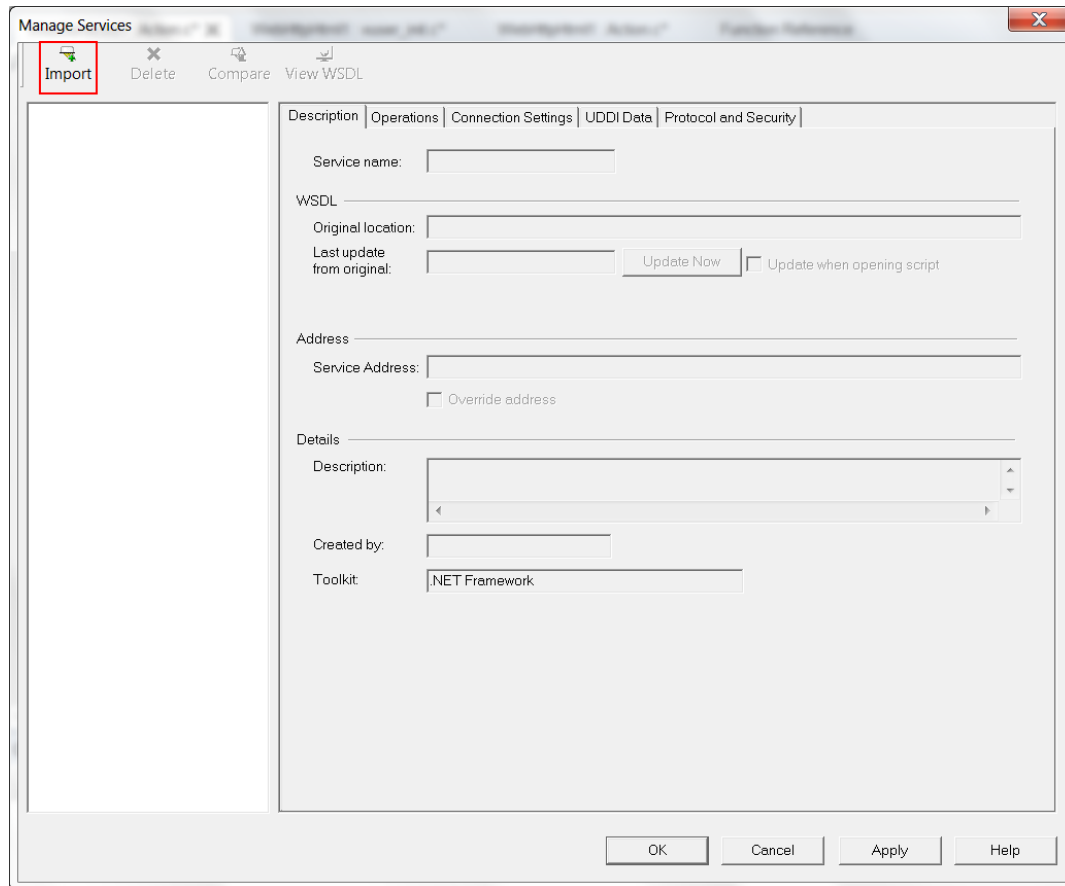 Manage Services
Import Delete Compare View WSDL
Description Operations Connection Settings UDDI Data Protocol and Security
Service name:
WSDL
Original location:
Last update
from original:
Update Now Update when opening script
Address
Service Address:
Override address
Details
Description:
Created by:
Toolkit: .NET Framework
OK Cancel Apply Help